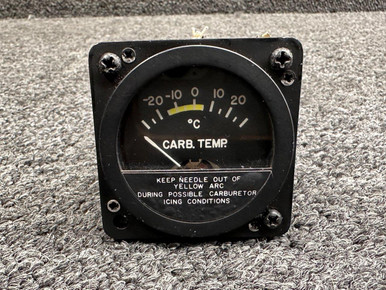 -20 -10 0 10 20
°C
CARB. TEMP.
KEEP NEEDLE OUT OF
YELLOW ARC
DURING POSSIBLE CARBURETOR
ICING CONDITIONS